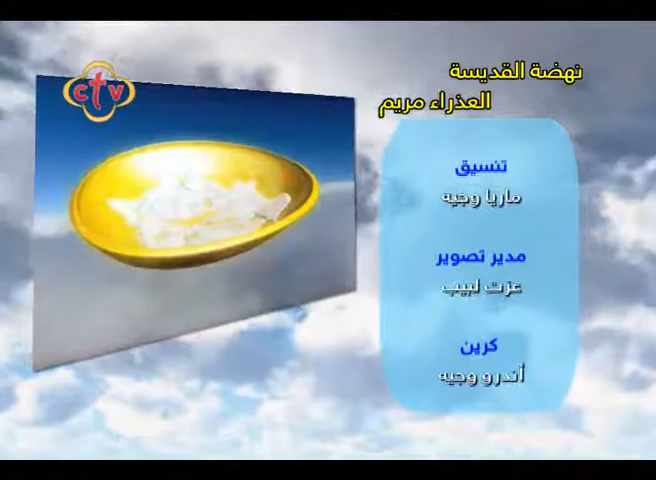 نهضة القديسة
العذراء مريم
CTV
تنسيق
ماريا وجيه
مدير تصوير
عزت لبيب
كرين
أندرو وجيه